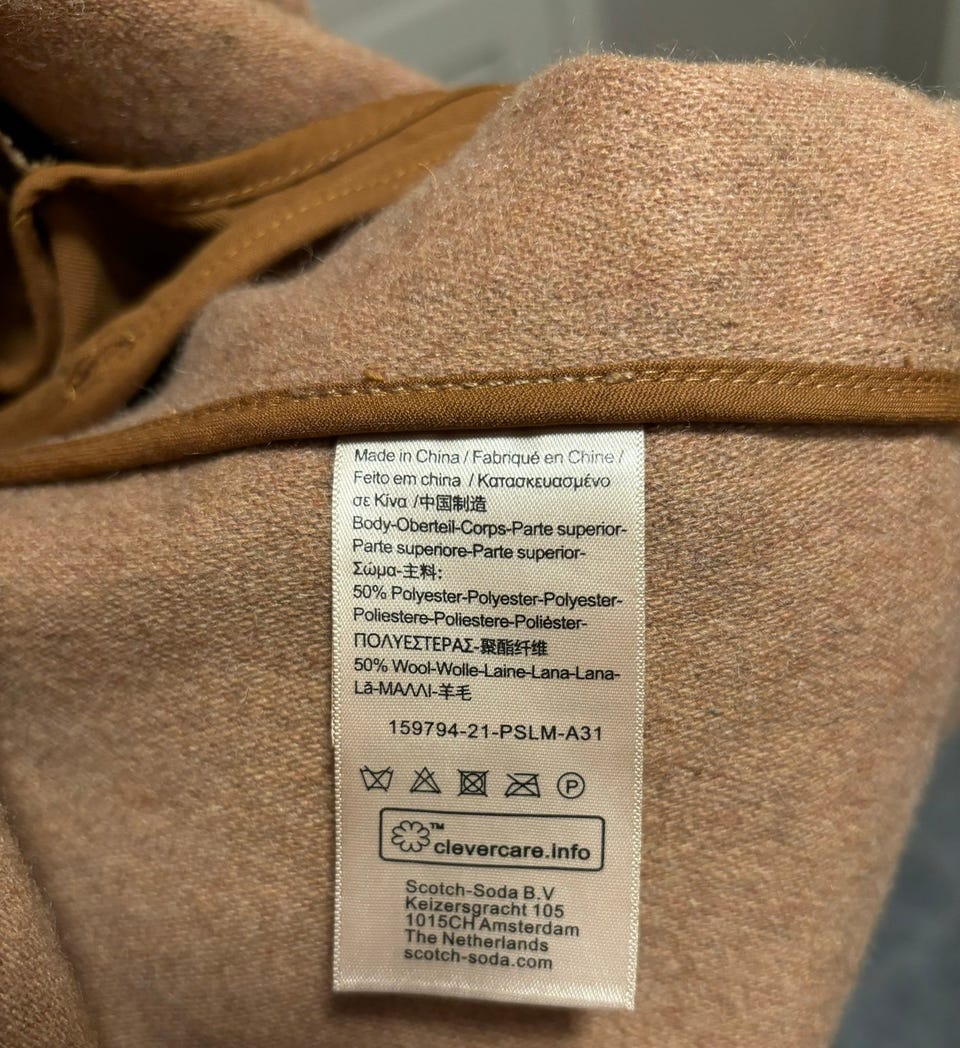 Made in China / Fabriqué en Chine /
Feito em china / Κατασκευασμένο
σε Κίνα /中国制造
Body-Oberteil-Corps-Parte superior-
Parte superiore-Parte superior-
Σώμα-主料:
50% Polyester-Polyester-Polyester-
Poliestere-Poliestere-Poliéster-
ΠΟΛΥΕΣΤΕΡΑΣ-聚酯纤维
50% Wool-Wolle-Laine-Lana-Lana-
Lã-ΜΑΛΛΙ-羊毛
159794-21-PSLM-A31
P
™
clevercare.info
Scotch-Soda B.V
Keizersgracht 105
1015CH Amsterdam
The Netherlands
scotch-soda.com